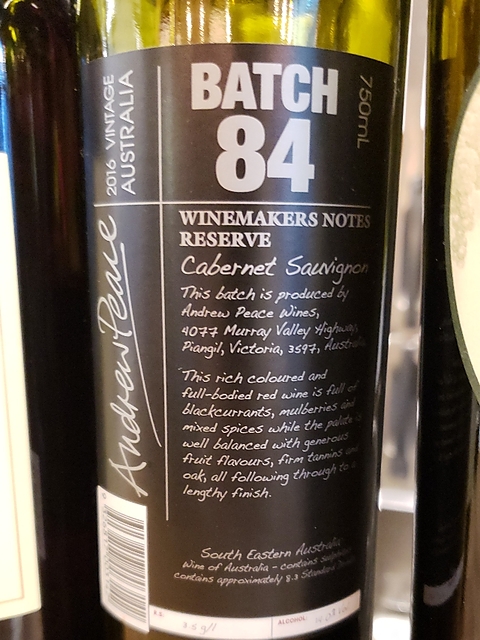 BATCH
84
750mL
2016 VINTAGE
AUSTRALIA
Andrew Peace
WINEMAKERS NOTES
RESERVE
Cabernet Sauvignon
This batch is produced by
Andrew Peace Wines,
4077 Murray Valley Highway,
Piangil, Victoria, 3597, Australia
This rich coloured and
full-bodied red wine is full of
blackcurrants, mulberries and
mixed spices while the palate is
well balanced with generous
fruit flavours, firm tannins and
oak, all following through to a
lengthy finish.
South Eastern Australia
Wine of Australia - contains sulphites
contains approximately 8.3 Standard
3.5 g/l
ALCOHOL